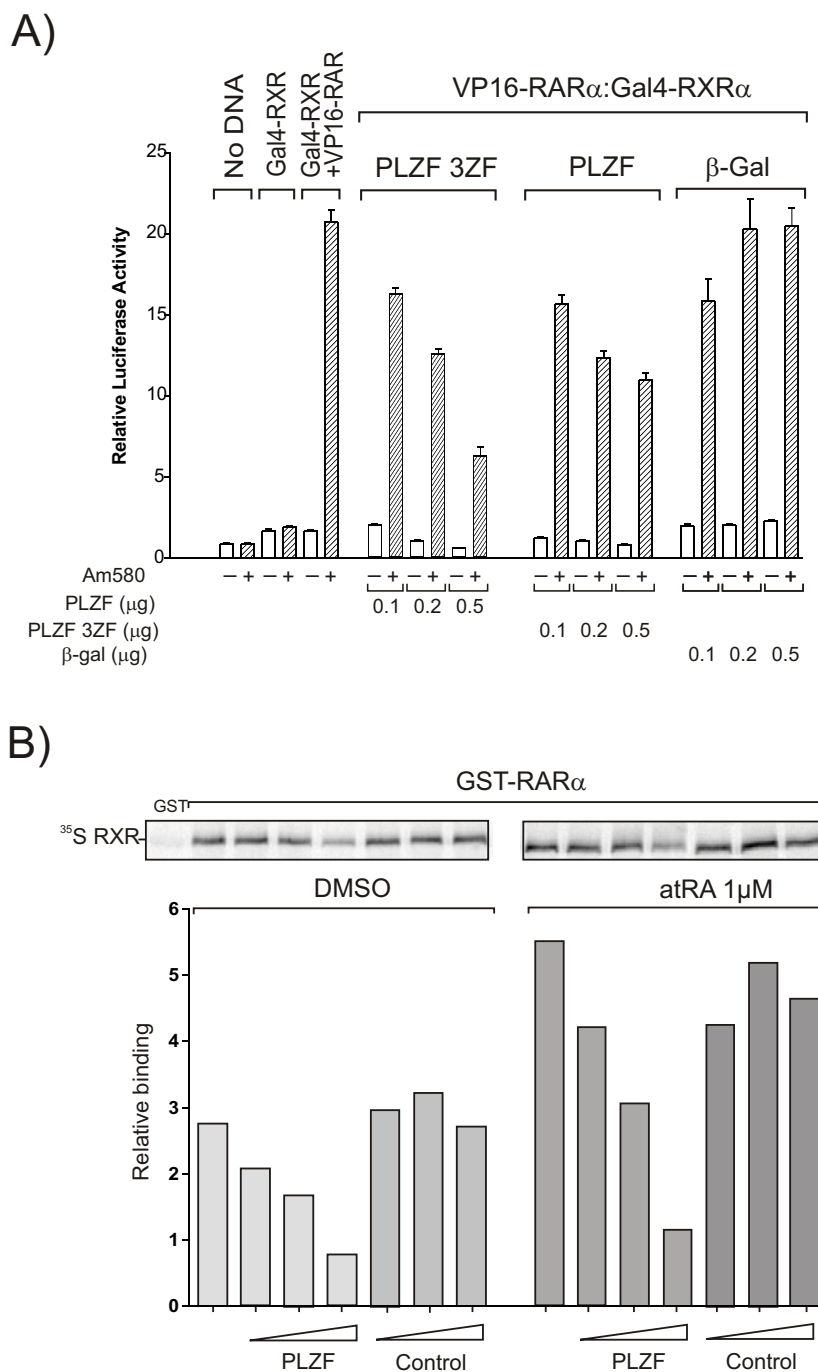 A)
No DNA
Gal4-RXR
Gal4-RXR
+VP16-RAR
VP16-RARα:Gal4-RXRα
PLZF 3ZF
PLZF
β-Gal
Relative Luciferase Activity
25
20
15
10
5
0
Am580
– + – + – + – + – + – + – + – + – + – + – + – +
PLZF (μg)
0.1 0.2 0.5
PLZF 3ZF (μg)
0.1 0.2 0.5
β-gal (μg)
0.1 0.2 0.5
B)
GST-RARα
GST
35S RXR
DMSO
atRA 1μM
Relative binding
6
5
4
3
2
1
0
PLZF
Control
PLZF
Control